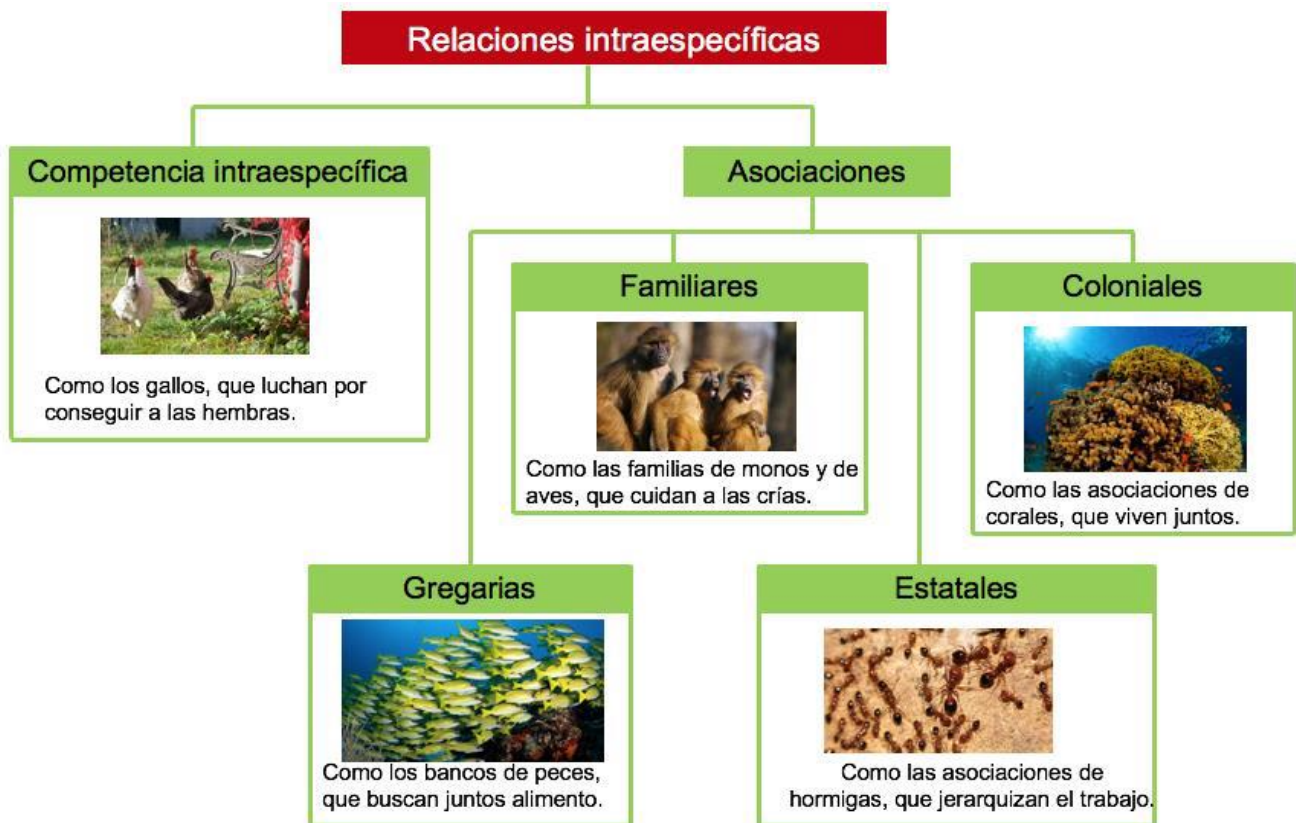 Relaciones intraespecíficas
Competencia intraespecífica
Como los gallos, que luchan por
conseguir a las hembras.
Asociaciones
Familiares
Como las familias de monos y de
aves, que cuidan a las crías.
Coloniales
Como las asociaciones de
corales, que viven juntos.
Gregarias
Como los bancos de peces,
que buscan juntos alimento.
Estatales
Como las asociaciones de
hormigas, que jerarquizan el trabajo.